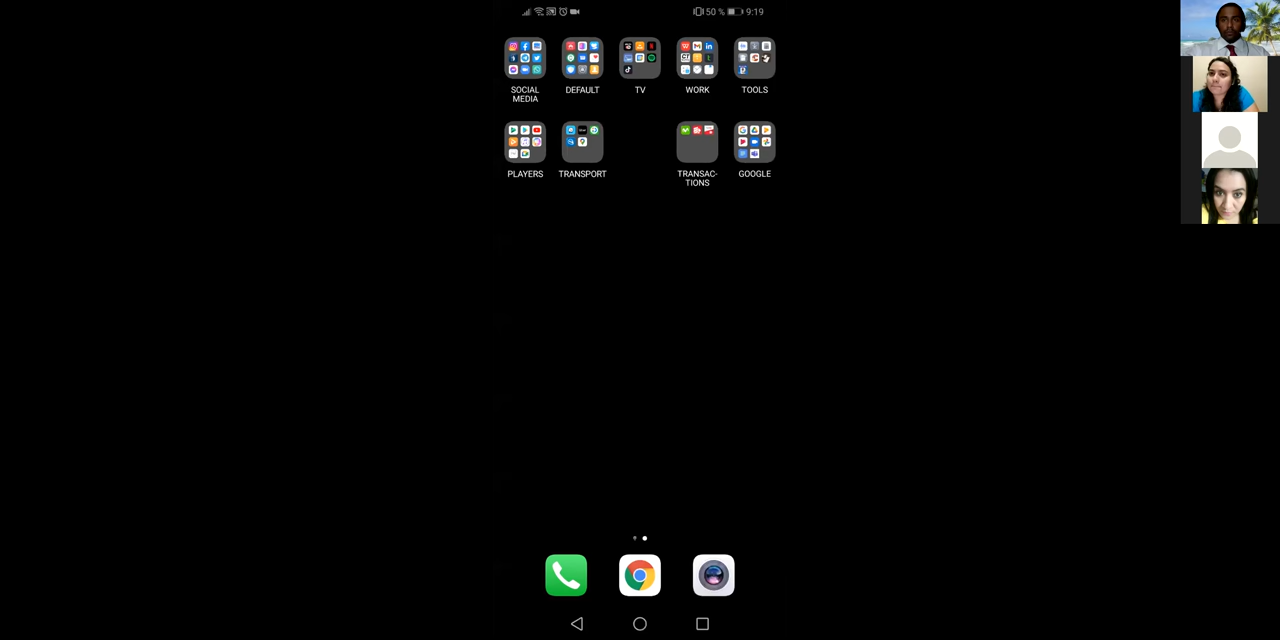 50 % 9:19
SOCIAL MEDIA
DEFAULT
TV
WORK
TOOLS
PLAYERS
TRANSPORT
TRANSAC-
TIONS
GOOGLE